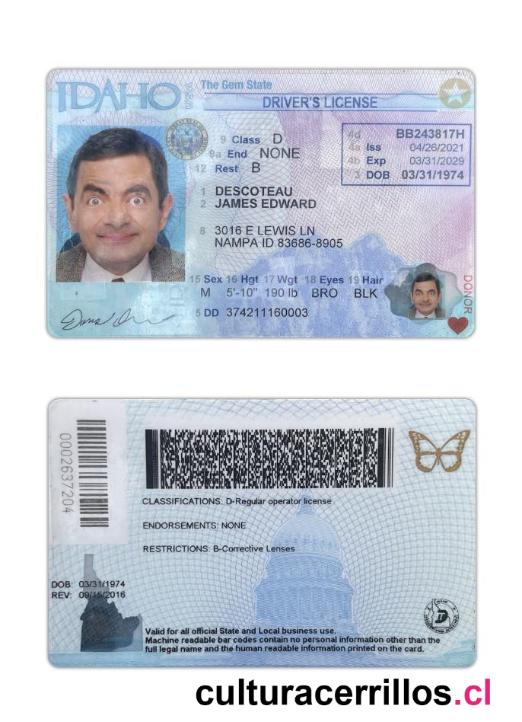 IDAHO
The Gem State
DRIVER'S LICENSE
9 Class D
9a End NONE
12 Rest B
4d BB243817H
4a Iss 04/26/2021
4b Exp 03/31/2029
3 DOB 03/31/1974
1 DESCOTEAU
2 JAMES EDWARD
8 3016 E LEWIS LN
NAMPA ID 83686-8905
15 Sex 16 Hgt 17 Wgt 18 Eyes 19 Hair
M 5'-10" 190 lb BRO BLK
5 DD 374211160003
DONOR
0002637204
CLASSIFICATIONS: D-Regular operator license
ENDORSEMENTS: NONE
RESTRICTIONS: B-Corrective Lenses
DOB: 03/31/1974
REV: 09/15/2016
Valid for all official State and Local business use.
Machine readable bar codes contain no personal information other than the
full legal name and the human readable information printed on the card.
culturacerrillos.cl